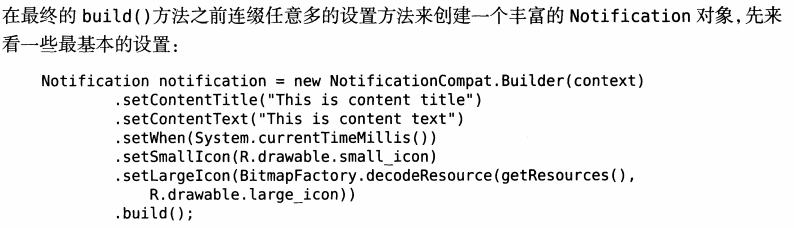 在最终的 build()方法之前连缀任意多的设置方法来创建一个丰富的 Notification 对象，先来
看一些最基本的设置：
Notification notification = new NotificationCompat.Builder(context)
.setContentTitle("This is content title")
.setContentText("This is content text")
.setWhen(System.currentTimeMillis())
.setSmallIcon(R.drawable.small_icon)
.setLargeIcon(BitmapFactory.decodeResource(getResources(),
R.drawable.large_icon))
.build();